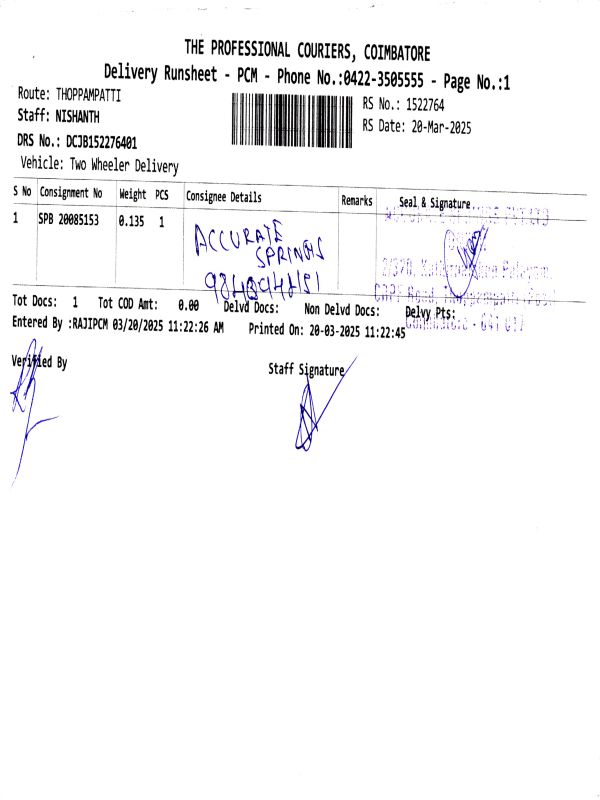 THE PROFESSIONAL COURIERS, COIMBATORE
Delivery Runsheet - PCM - Phone No.:0422-3505555 - Page No.:1
Route: THOPPAMPATTI
RS No.: 1522764
Staff: NISHANTH
RS Date: 20-Mar-2025
DRS No.: DCJB152276401
Vehicle: Two Wheeler Delivery
S No Consignment No Weight PCS Consignee Details Remarks Seal & Signature
1 SPB 20085153 0.135 1
ACCURATE
SPRINGS
Tot Docs: 1 Tot COD Amt: 0.00 Delvd Docs: Non Delvd Docs: Delvy Pts:
Entered By :RAJIPCM 03/20/2025 11:22:26 AM Printed On: 20-03-2025 11:22:45
Coimbatore - 641 017
Verified By
Staff Signature